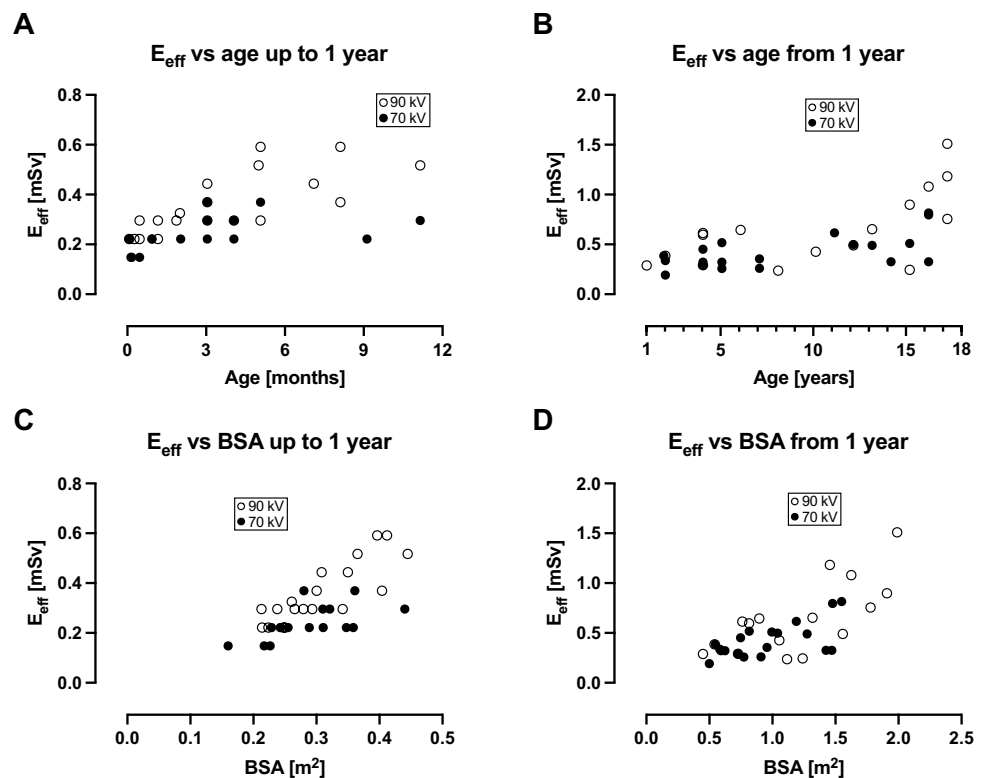 A
E_eff vs age up to 1 year
90 kV
70 kV
0.8
0.6
0.4
0.2
0.0
E_eff [mSv]
0 3 6 9 12
Age [months]
B
E_eff vs age from 1 year
90 kV
70 kV
2.0
1.5
1.0
0.5
0.0
E_eff [mSv]
1 5 10 15 18
Age [years]
C
E_eff vs BSA up to 1 year
90 kV
70 kV
0.8
0.6
0.4
0.2
0.0
E_eff [mSv]
0.0 0.1 0.2 0.3 0.4 0.5
BSA [m²]
D
E_eff vs BSA from 1 year
90 kV
70 kV
2.0
1.5
1.0
0.5
0.0
E_eff [mSv]
0.0 0.5 1.0 1.5 2.0 2.5
BSA [m²]